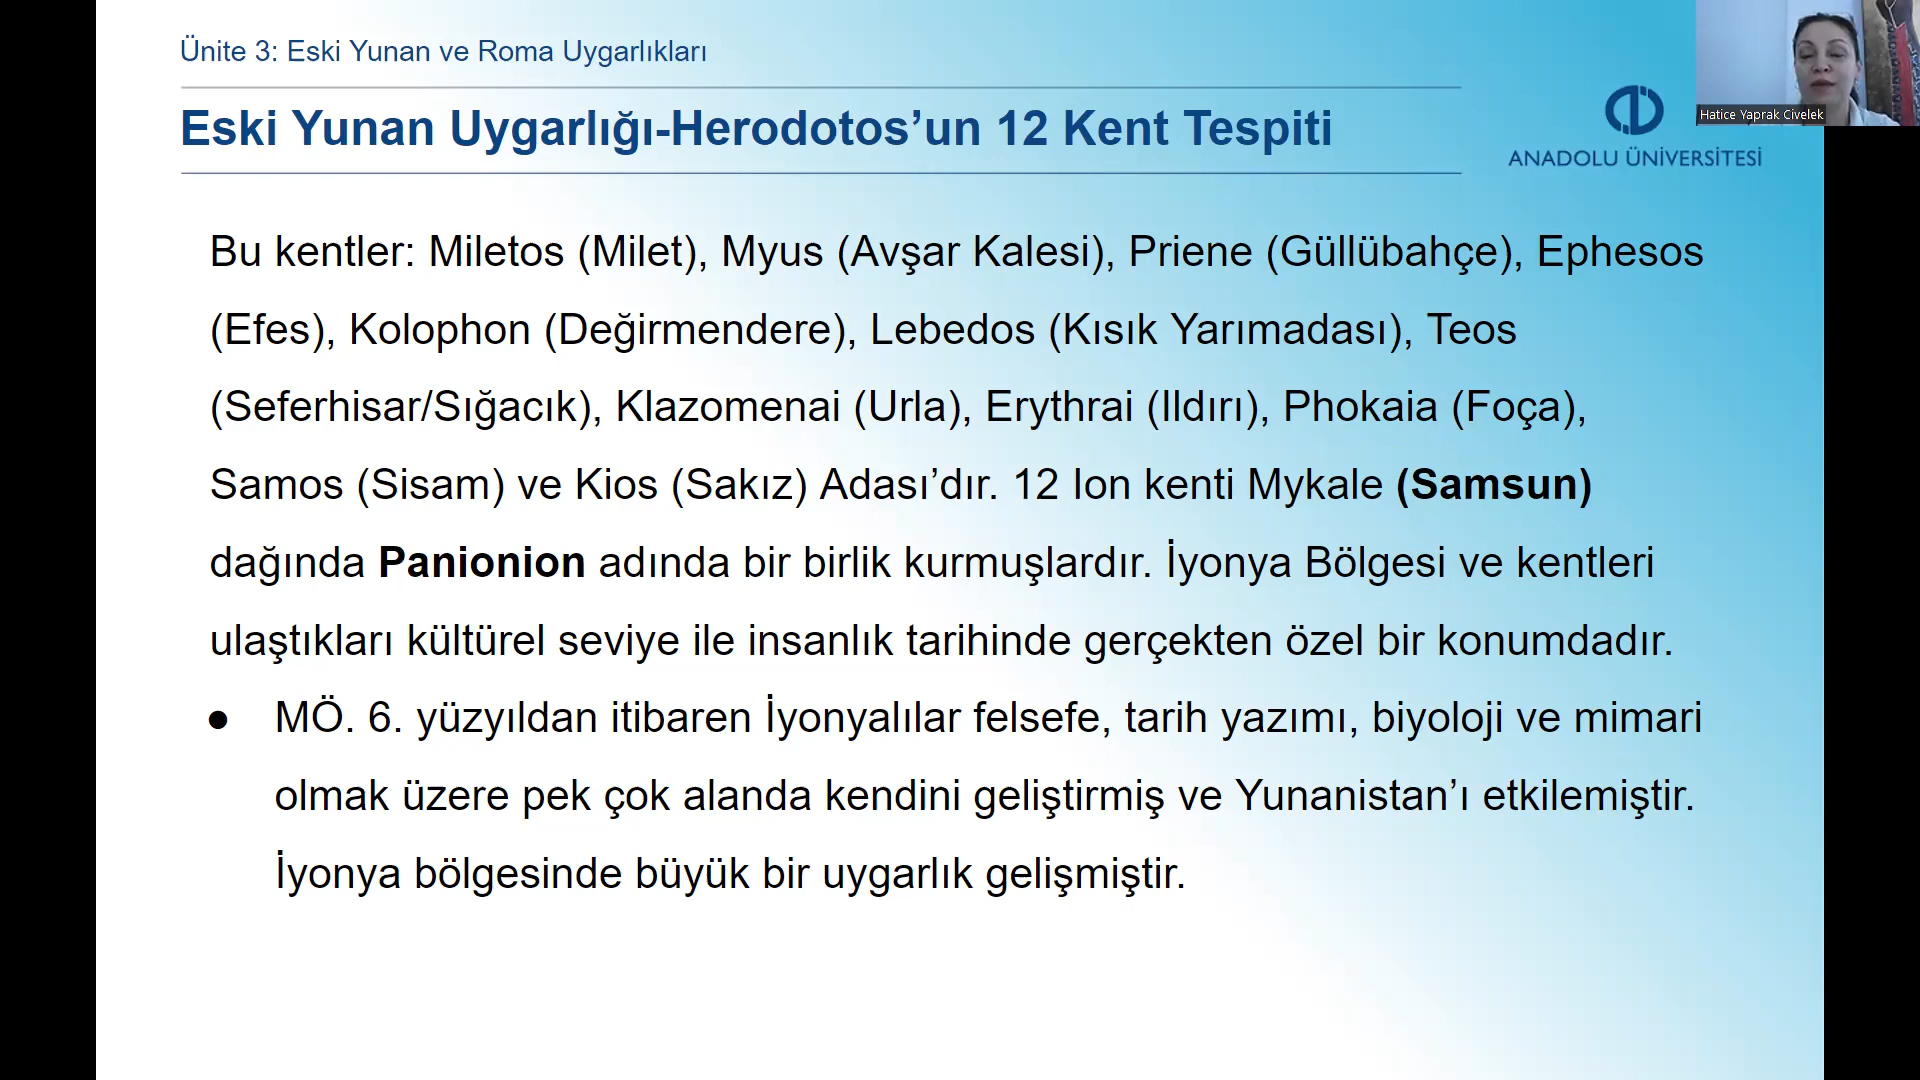 Ünite 3: Eski Yunan ve Roma Uygarlıkları
Eski Yunan Uygarlığı-Herodotos’un 12 Kent Tespiti
ANADOLU ÜNİVERSİTESİ
Hatice Yaprak Civelek
Bu kentler: Miletos (Milet), Myus (Avşar Kalesi), Priene (Güllübahçe), Ephesos
(Efes), Kolophon (Değirmendere), Lebedos (Kısık Yarımadası), Teos
(Seferhisar/Sığacık), Klazomenai (Urla), Erythrai (Ildırı), Phokaia (Foça),
Samos (Sisam) ve Kios (Sakız) Adası’dır. 12 Ion kenti Mykale (Samsun)
dağında Panionion adında bir birlik kurmuşlardır. İyonya Bölgesi ve kentleri
ulaştıkları kültürel seviye ile insanlık tarihinde gerçekten özel bir konumdadır.
● MÖ. 6. yüzyıldan itibaren İyonyalılar felsefe, tarih yazımı, biyoloji ve mimari
olmak üzere pek çok alanda kendini geliştirmiş ve Yunanistan’ı etkilemiştir.
İyonya bölgesinde büyük bir uygarlık gelişmiştir.